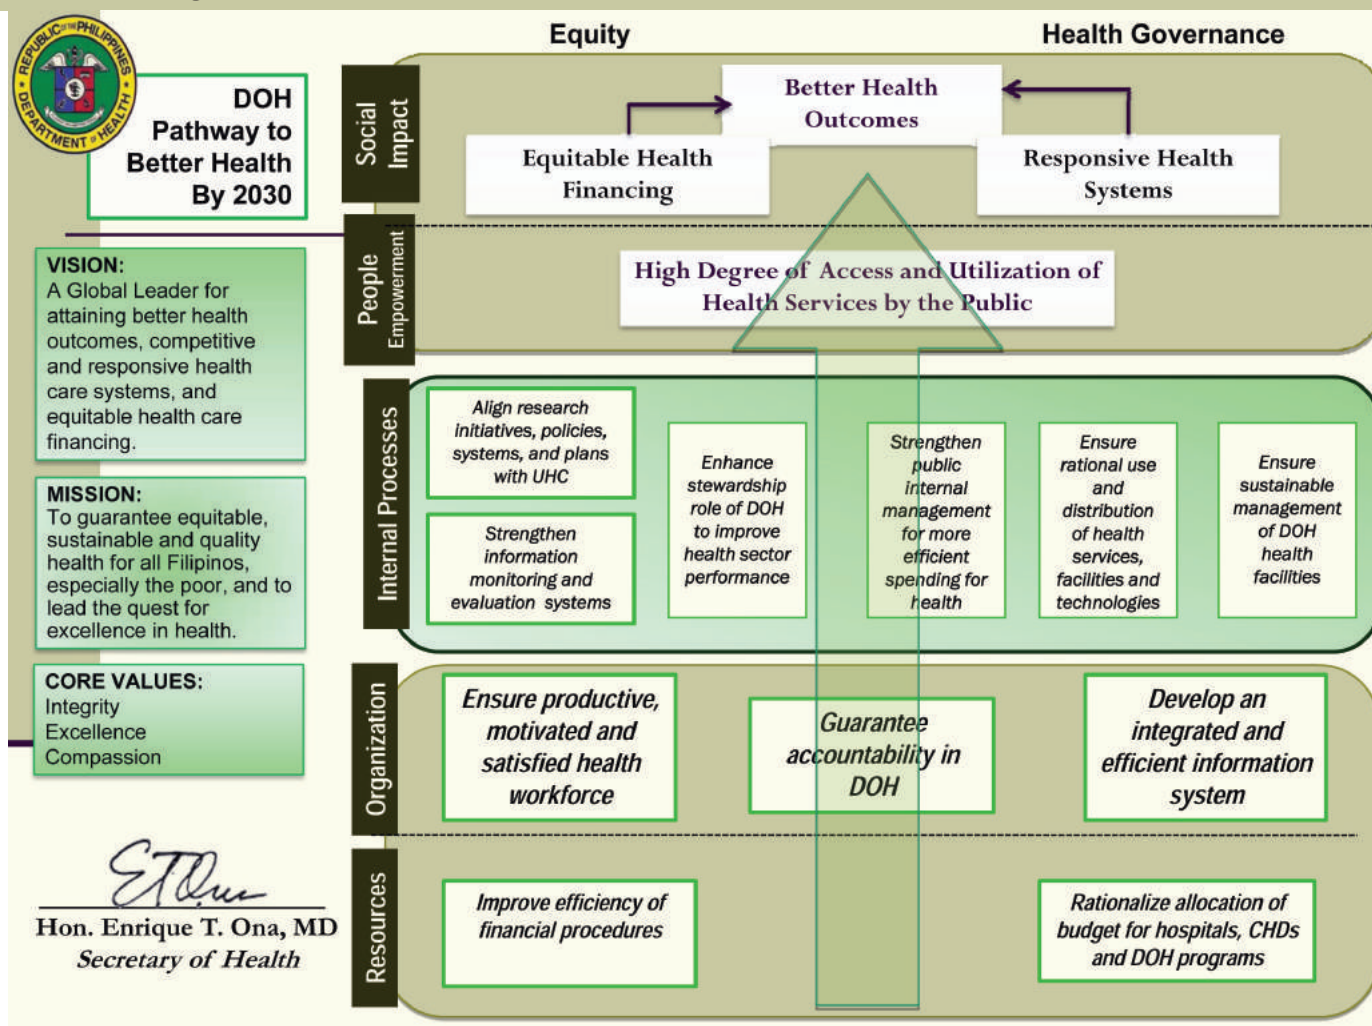 REPUBLIC OF THE PHILIPPINES
DEPARTMENT OF HEALTH
DOH
Pathway to
Better Health
By 2030
VISION:
A Global Leader for
attaining better health
outcomes, competitive
and responsive health
care systems, and
equitable health care
financing.
MISSION:
To guarantee equitable,
sustainable and quality
health for all Filipinos,
especially the poor, and to
lead the quest for
excellence in health.
CORE VALUES:
Integrity
Excellence
Compassion
Hon. Enrique T. Ona, MD
Secretary of Health
Equity
Health Governance
Social
Impact
Better Health
Outcomes
Equitable Health
Financing
Responsive Health
Systems
People
Empowerment
High Degree of Access and Utilization of
Health Services by the Public
Internal Processes
Align research
initiatives, policies,
systems, and plans
with UHC
Strengthen
information
monitoring and
evaluation systems
Enhance
stewardship
role of DOH
to improve
health sector
performance
Strengthen
public
internal
management
for more
efficient
spending for
health
Ensure
rational use
and
distribution
of health
services,
facilities and
technologies
Ensure
sustainable
management
of DOH
health
facilities
Organization
Ensure productive,
motivated and
satisfied health
workforce
Guarantee
accountability in
DOH
Develop an
integrated and
efficient information
system
Resources
Improve efficiency of
financial procedures
Rationalize allocation of
budget for hospitals, CHDs
and DOH programs